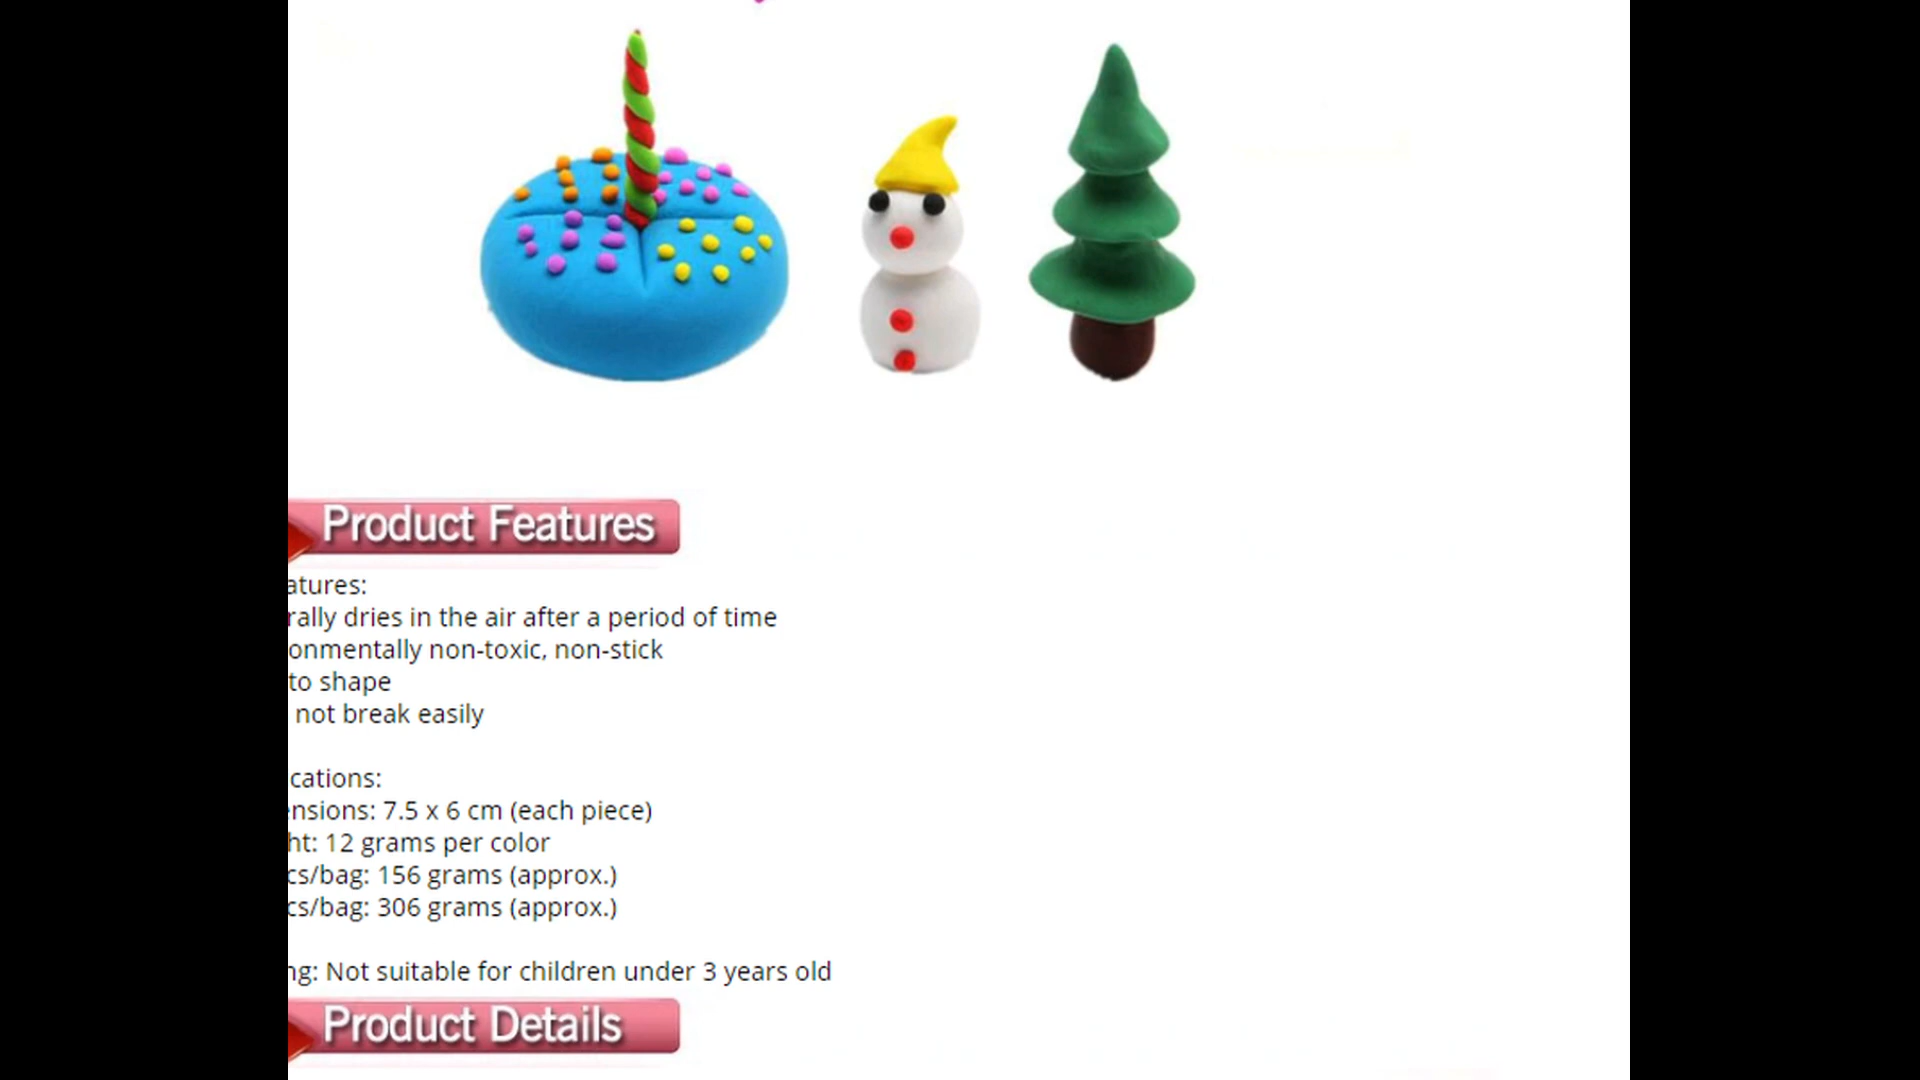 Product Features
atures:
rally dries in the air after a period of time
onmentally non-toxic, non-stick
to shape
not break easily
cations:
ensions: 7.5 x 6 cm (each piece)
ht: 12 grams per color
cs/bag: 156 grams (approx.)
cs/bag: 306 grams (approx.)
ng: Not suitable for children under 3 years old
Product Details